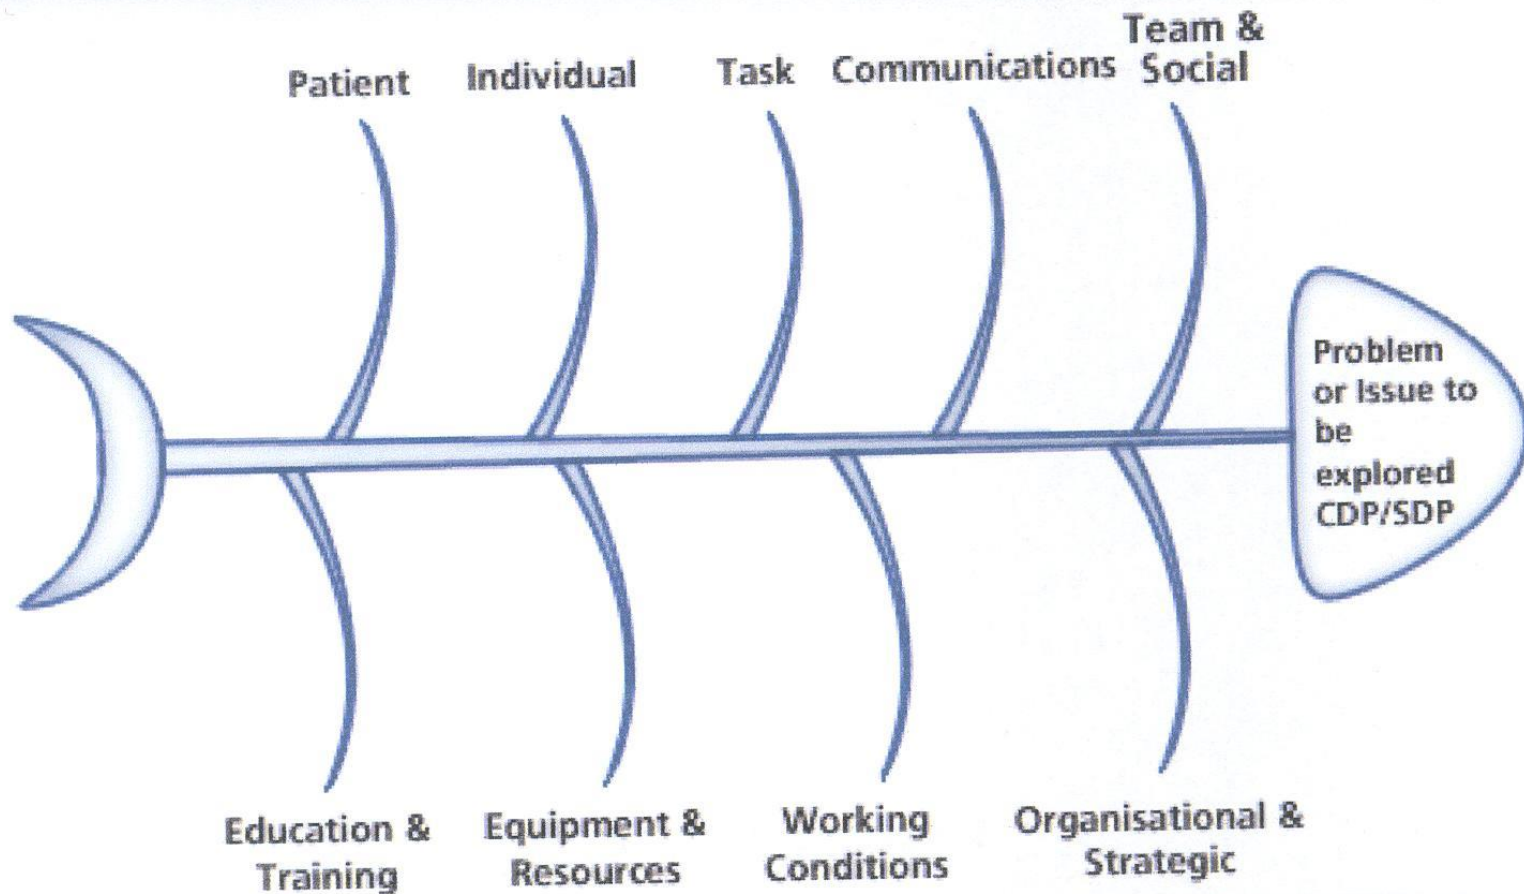 Patient
Individual
Task
Communications
Team &
Social
Problem
or Issue to
be
explored
CDP/SDP
Education &
Training
Equipment &
Resources
Working
Conditions
Organisational &
Strategic